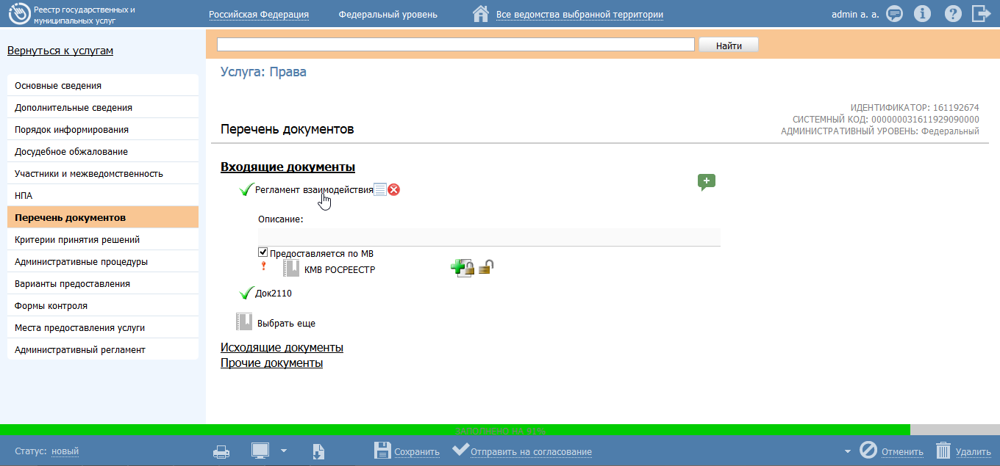 Реестр государственных и
муниципальных услуг
Российская Федерация
Федеральный уровень
Все ведомства выбранной территории
admin a. a.
Вернуться к услугам
Найти
Основные сведения
Дополнительные сведения
Порядок информирования
Досудебное обжалование
Участники и межведомственность
НПА
Перечень документов
Критерии принятия решений
Административные процедуры
Варианты предоставления
Формы контроля
Места предоставления услуги
Административный регламент
Услуга: Права
ИДЕНТИФИКАТОР: 161192674
СИСТЕМНЫЙ КОД: 000000031611929090000
АДМИНИСТРАТИВНЫЙ УРОВЕНЬ: Федеральный
Перечень документов
Входящие документы
Регламент взаимодействия
Описание:
Предоставляется по МВ
КМВ РОСРЕЕСТР
Док2110
Выбрать еще
Исходящие документы
Прочие документы
ЗАПОЛНЕНО НА 91%
Статус: новый
Сохранить
Отправить на согласование
Отменить
Удалить